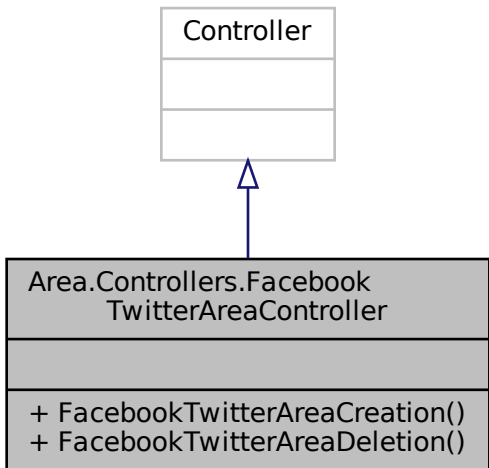 Controller
Area.Controllers.Facebook
TwitterAreaController
+ FacebookTwitterAreaCreation()
+ FacebookTwitterAreaDeletion()